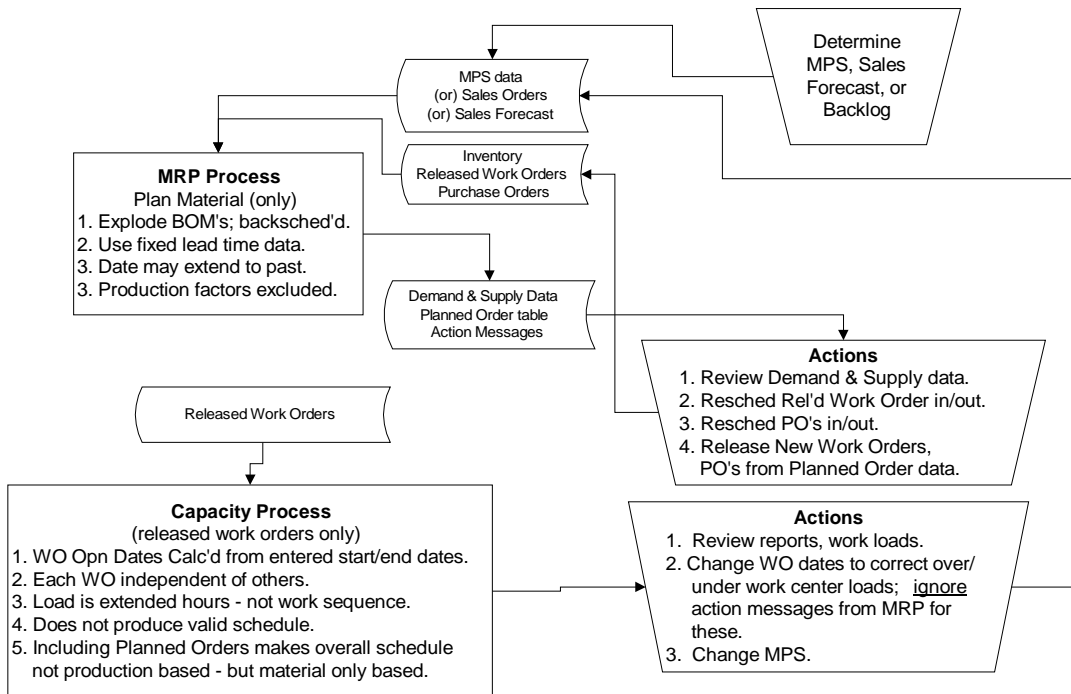 Determine
MPS, Sales
Forecast, or
Backlog
MPS data
(or) Sales Orders
(or) Sales Forecast
Inventory
Released Work Orders
Purchase Orders
MRP Process
Plan Material (only)
1. Explode BOM's; backsched'd.
2. Use fixed lead time data.
3. Date may extend to past.
3. Production factors excluded.
Demand & Supply Data
Planned Order table
Action Messages
Actions
1. Review Demand & Supply data.
2. Resched Rel'd Work Order in/out.
3. Resched PO's in/out.
4. Release New Work Orders,
PO's from Planned Order data.
Released Work Orders
Capacity Process
(released work orders only)
1. WO Opn Dates Calc'd from entered start/end dates.
2. Each WO independent of others.
3. Load is extended hours - not work sequence.
4. Does not produce valid schedule.
5. Including Planned Orders makes overall schedule
not production based - but material only based.
Actions
1. Review reports, work loads.
2. Change WO dates to correct over/
under work center loads; ignore
action messages from MRP for
these.
3. Change MPS.